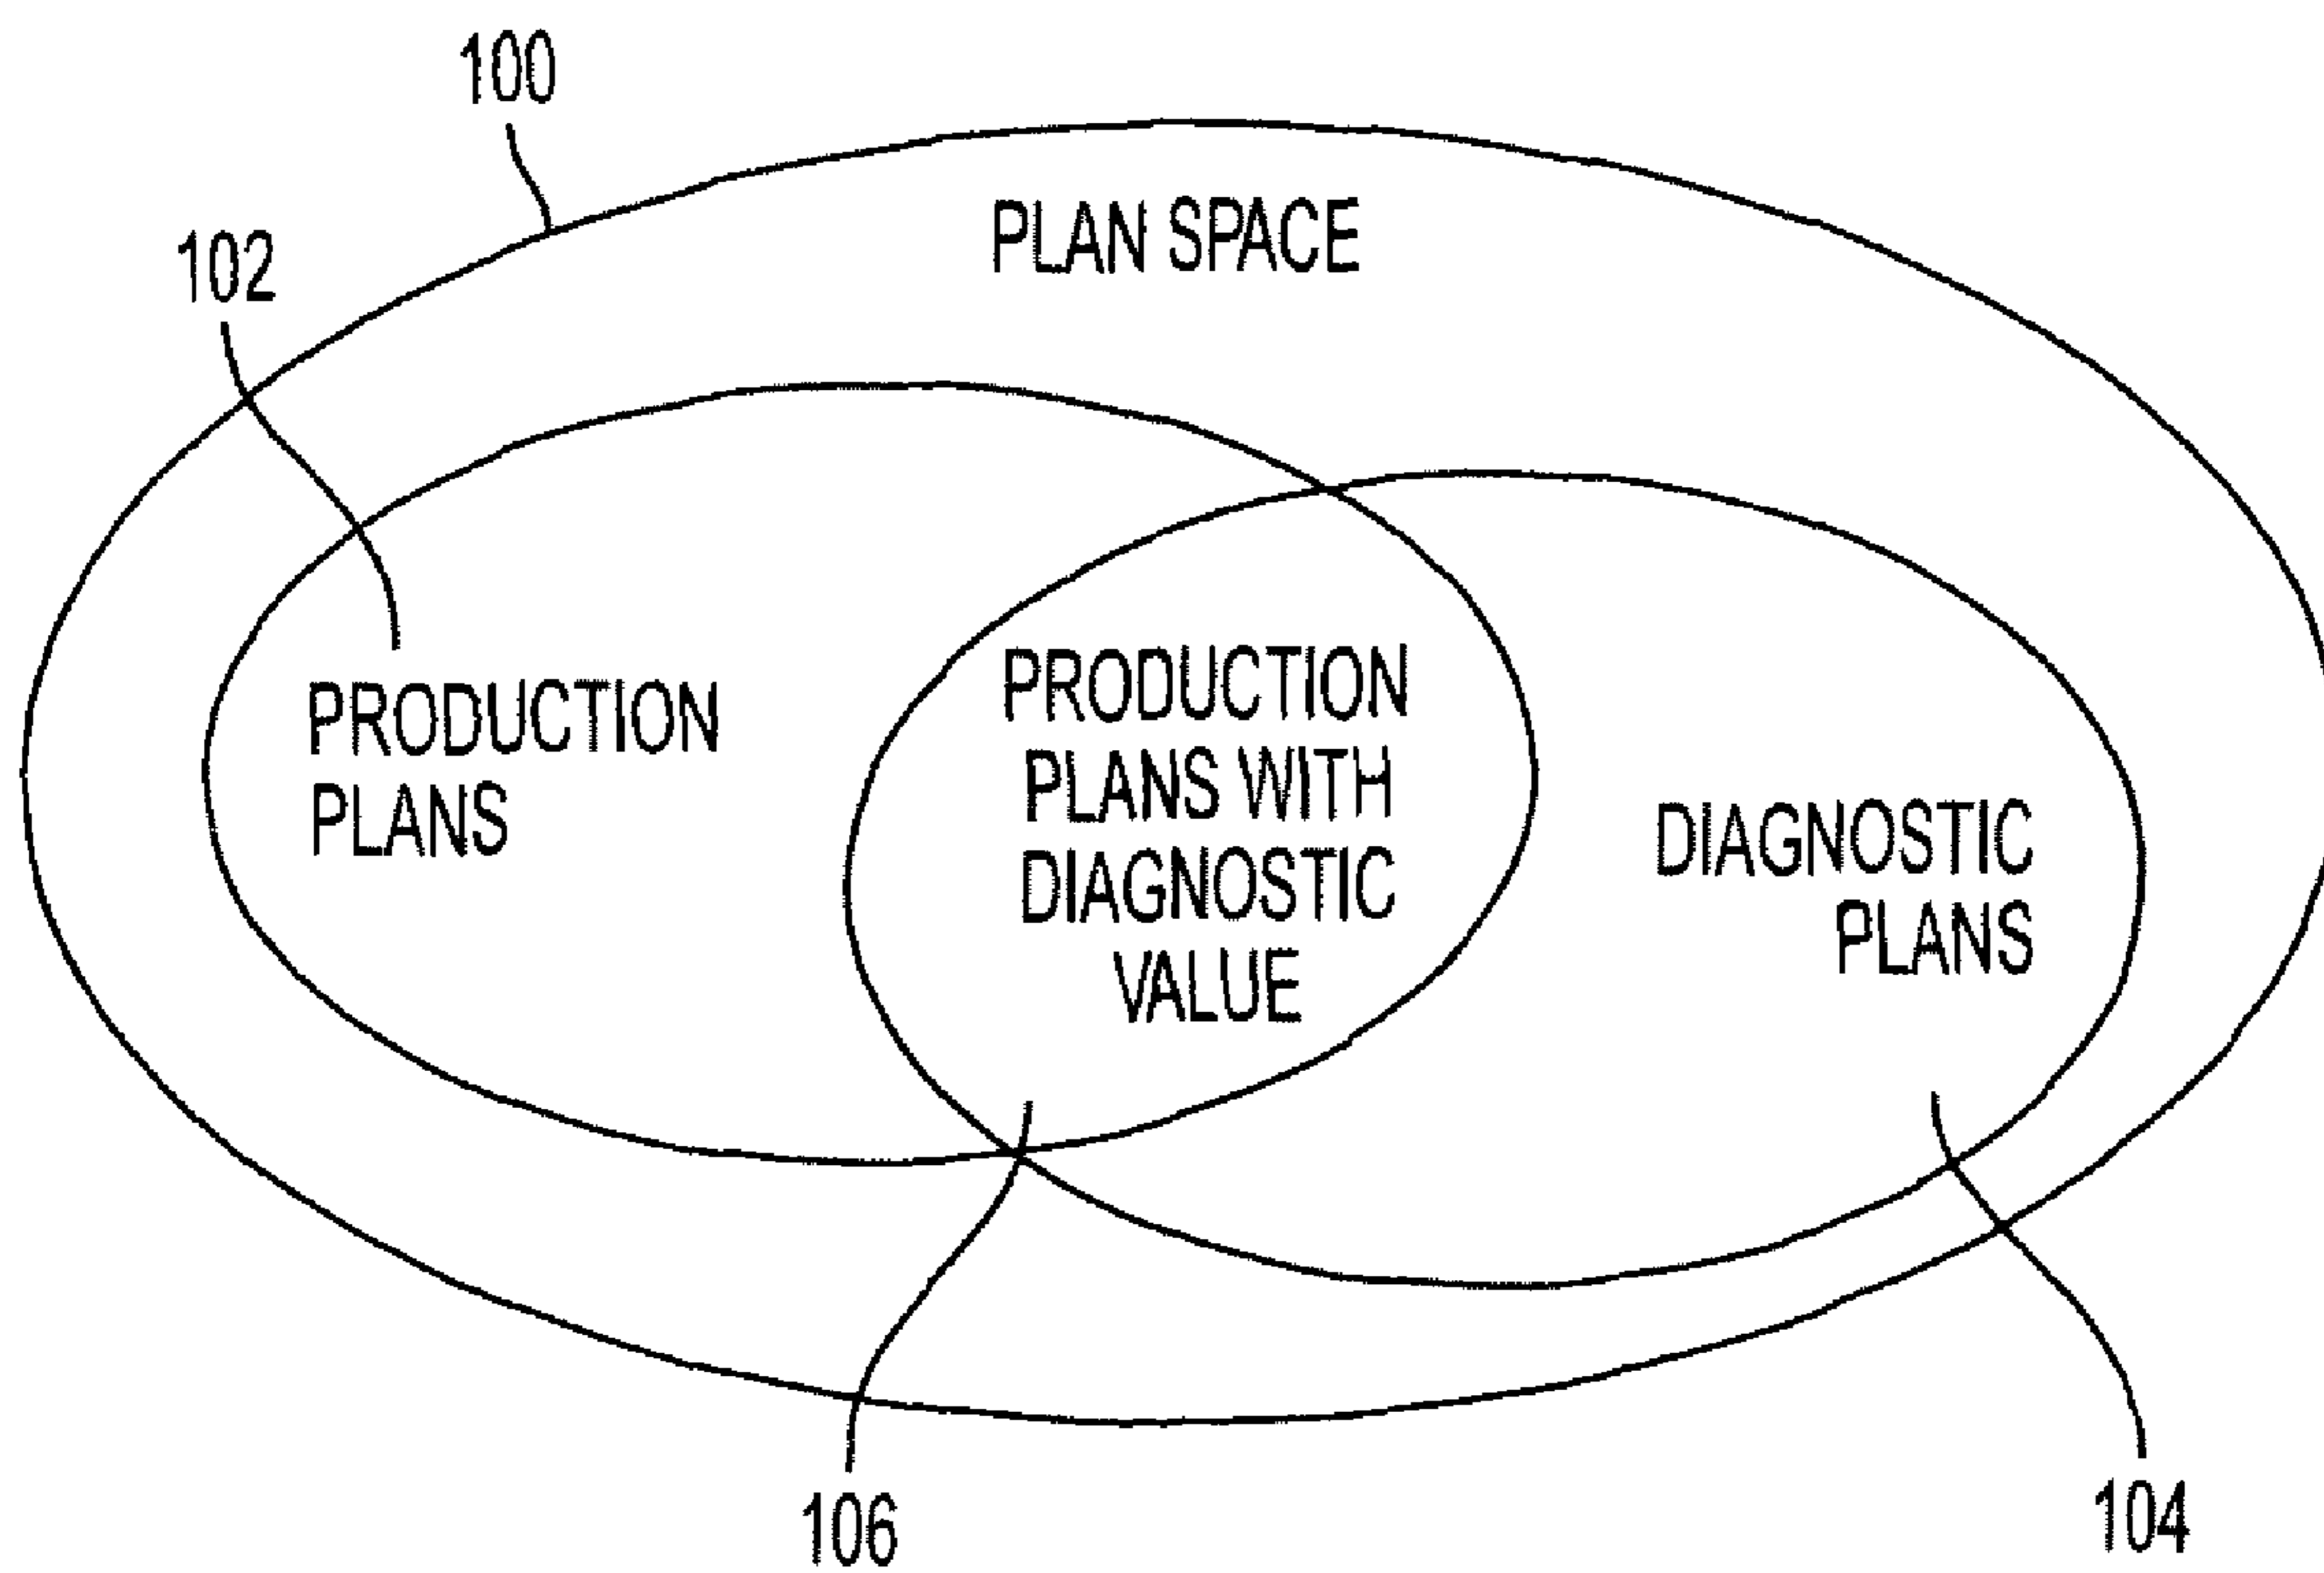 100
PLAN SPACE
102
PRODUCTION
PLANS
PRODUCTION
PLANS WITH
DIAGNOSTIC
VALUE
DIAGNOSTIC
PLANS
106
104